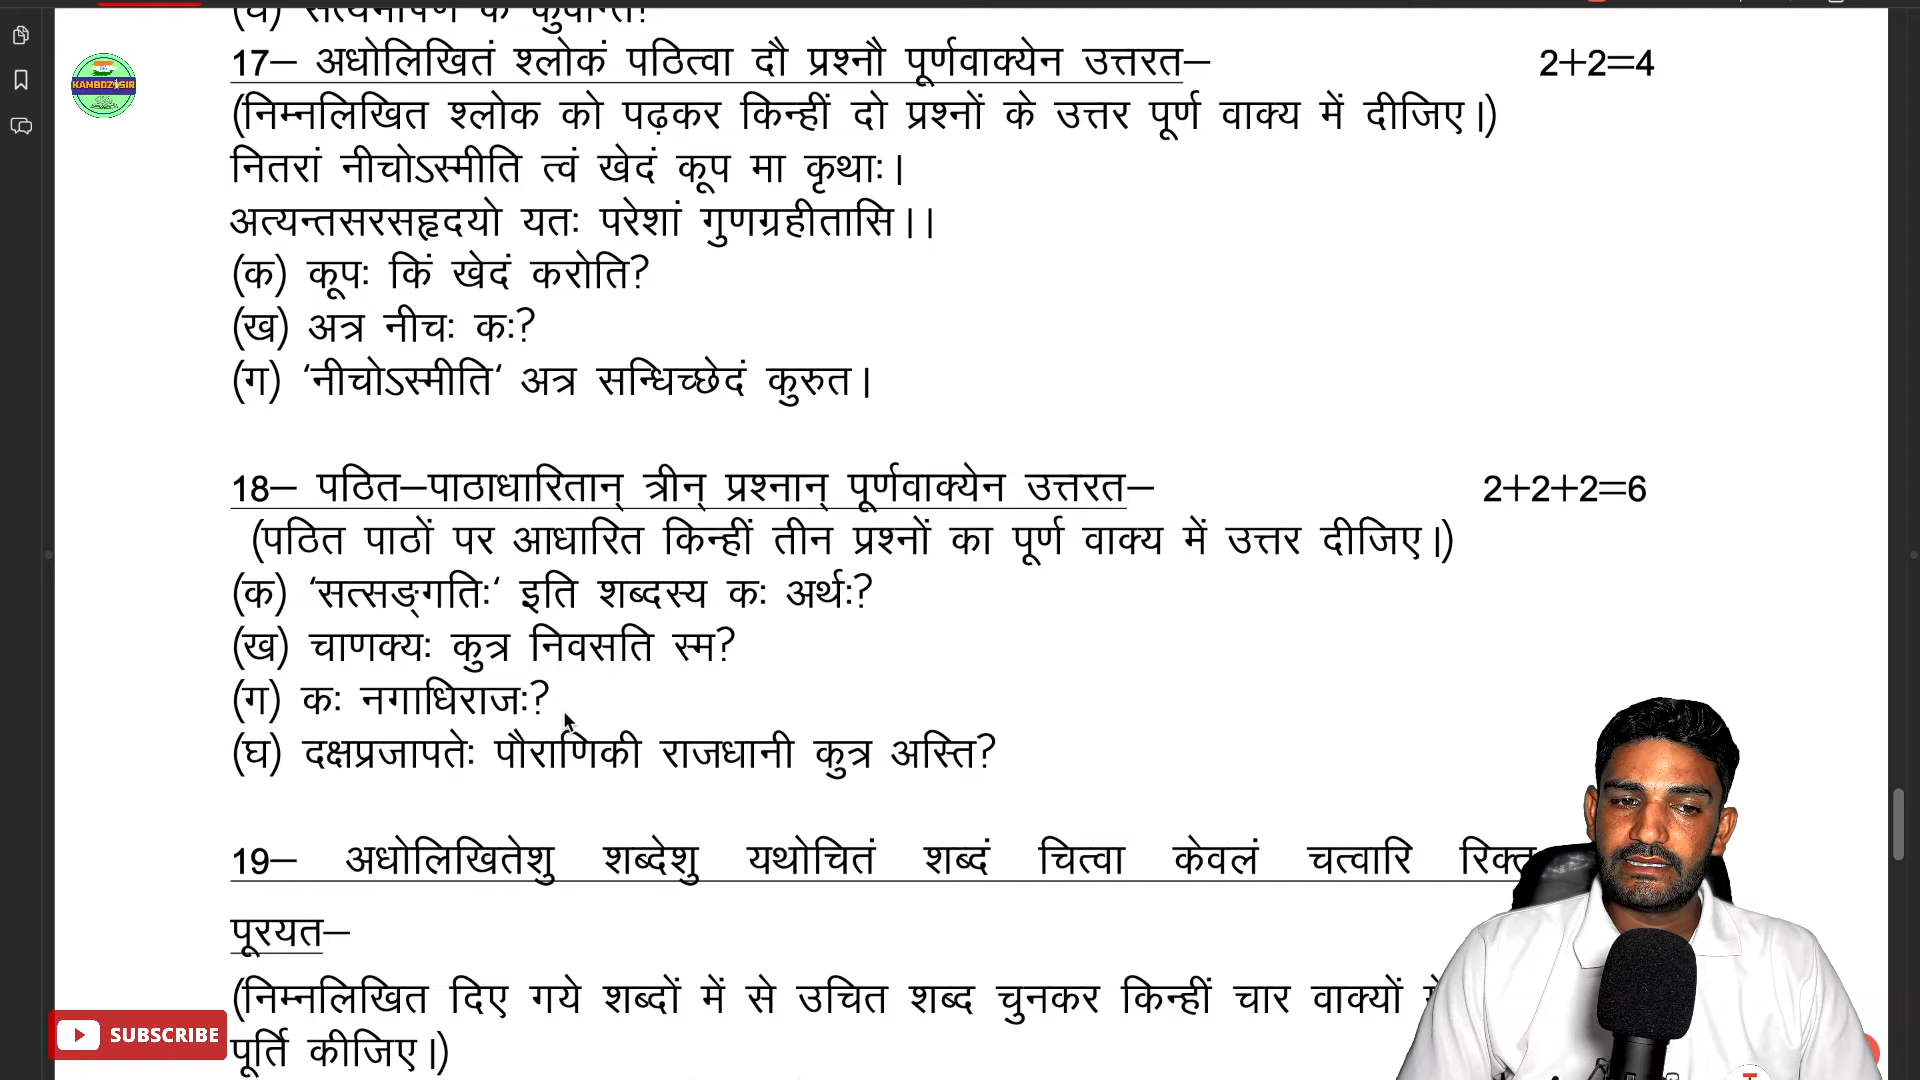 17— अधोलिखितं श्लोकं पठित्वा दौ प्रश्नौ पूर्णवाक्येन उत्तरत— 2+2=4
KAMBOZ SIR
(निम्नलिखित श्लोक को पढ़कर किन्हीं दो प्रश्नों के उत्तर पूर्ण वाक्य में दीजिए।)
नितरां नीचोऽस्मीति त्वं खेदं कूप मा कृथाः।
अत्यन्तसरसहृदयो यतः परेशां गुणग्रहीतासि।।
(क) कूपः किं खेदं करोति?
(ख) अत्र नीचः कः?
(ग) ‘नीचोऽस्मीति‘ अत्र सन्धिच्छेदं कुरुत।
18— पठित—पाठाधारितान् त्रीन् प्रश्नान् पूर्णवाक्येन उत्तरत— 2+2+2=6
(पठित पाठों पर आधारित किन्हीं तीन प्रश्नों का पूर्ण वाक्य में उत्तर दीजिए।)
(क) ‘सत्सङ्गतिः‘ इति शब्दस्य कः अर्थः?
(ख) चाणक्यः कुत्र निवसति स्म?
(ग) कः नगाधिराजः?
(घ) दक्षप्रजापतेः पौराणिकी राजधानी कुत्र अस्ति?
19— अधोलिखितेशु शब्देशु यथोचितं शब्दं चित्वा केवलं चत्वारि रिक्त
पूरयत—
(निम्नलिखित दिए गये शब्दों में से उचित शब्द चुनकर किन्हीं चार वाक्यों
SUBSCRIBE
पूर्ति कीजिए।)